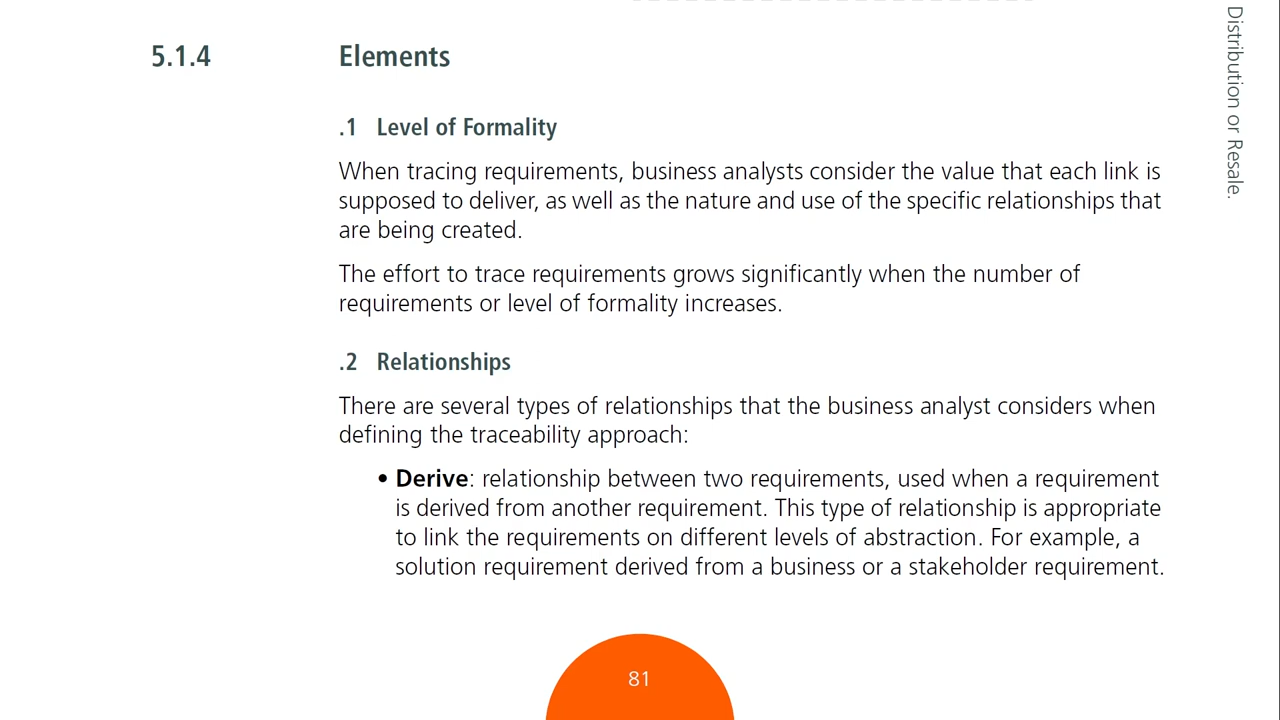 5.1.4 Elements
.1 Level of Formality
When tracing requirements, business analysts consider the value that each link is
supposed to deliver, as well as the nature and use of the specific relationships that
are being created.
The effort to trace requirements grows significantly when the number of
requirements or level of formality increases.
.2 Relationships
There are several types of relationships that the business analyst considers when
defining the traceability approach:
• Derive: relationship between two requirements, used when a requirement
is derived from another requirement. This type of relationship is appropriate
to link the requirements on different levels of abstraction. For example, a
solution requirement derived from a business or a stakeholder requirement.
81
Distribution or Resale.